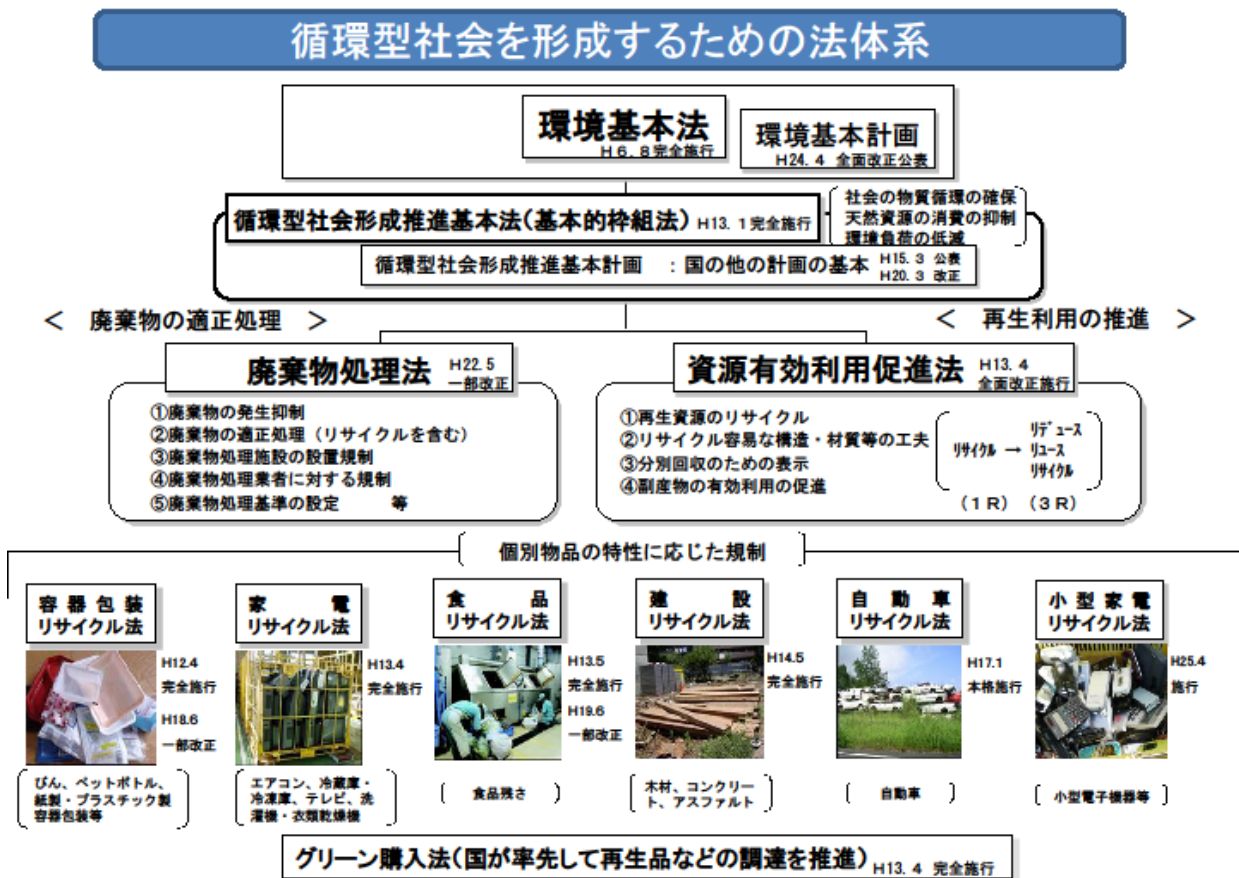 循環型社会を形成するための法体系
環境基本法
H6.8完全施行
環境基本計画
H24.4 全面改正公表
循環型社会形成推進基本法(基本的枠組法) H13.1完全施行
社会の物質循環の確保
天然資源の消費の抑制
環境負荷の低減
循環型社会形成推進基本計画 :国の他の計画の基本
H15.3 公表
H20.3 改正
< 廃棄物の適正処理 >
< 再生利用の推進 >
廃棄物処理法
H22.5
一部改正
①廃棄物の発生抑制
②廃棄物の適正処理(リサイクルを含む)
③廃棄物処理施設の設置規制
④廃棄物処理業者に対する規制
⑤廃棄物処理基準の設定 等
資源有効利用促進法
H13.4
全面改正施行
①再生資源のリサイクル
②リサイクル容易な構造・材質等の工夫
③分別回収のための表示
④副産物の有効利用の促進
リサイクル → リデュース
リユース
リサイクル
(1R) (3R)
個別物品の特性に応じた規制
容器包装
リサイクル法
H12.4
完全施行
H18.6
一部改正
びん、ペットボトル、
紙製・プラスチック製
容器包装等
家電
リサイクル法
H13.4
完全施行
エアコン、冷蔵庫・
冷凍庫、テレビ、洗
濯機・衣類乾燥機
食品
リサイクル法
H13.5
完全施行
H19.6
一部改正
食品残さ
建設
リサイクル法
H14.5
完全施行
木材、コンクリー
ト、アスファルト
自動車
リサイクル法
H17.1
本格施行
自動車
小型家電
リサイクル法
H25.4
施行
小型電子機器等
グリーン購入法(国が率先して再生品などの調達を推進) H13.4 完全施行